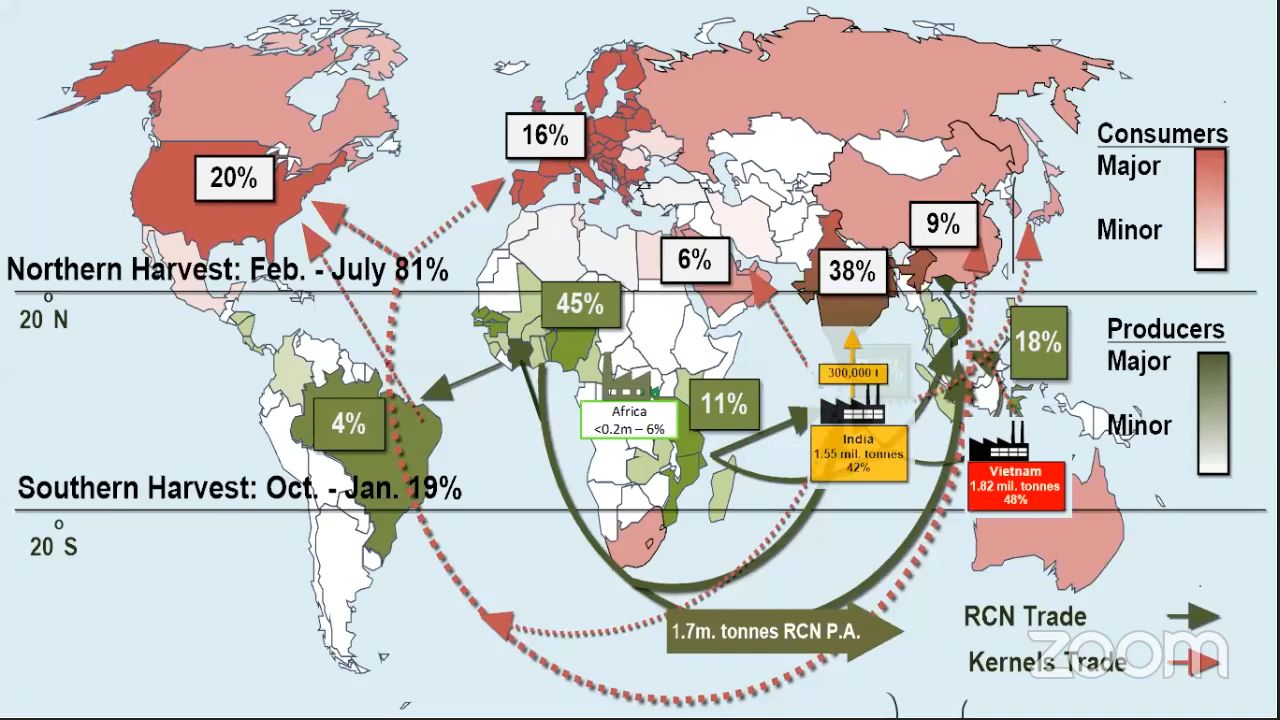 16%
20%
9%
6%
38%
Consumers
Major
Minor
Northern Harvest: Feb. - July 81%
20 N
45%
18%
Producers
Major
Minor
300,000 t
4%
11%
Africa
<0.2m – 6%
India
1.55 mil. tonnes
42%
Vietnam
1.82 mil. tonnes
48%
Southern Harvest: Oct. - Jan. 19%
20 S
1.7m. tonnes RCN P.A.
RCN Trade
Kernels Trade
zoom